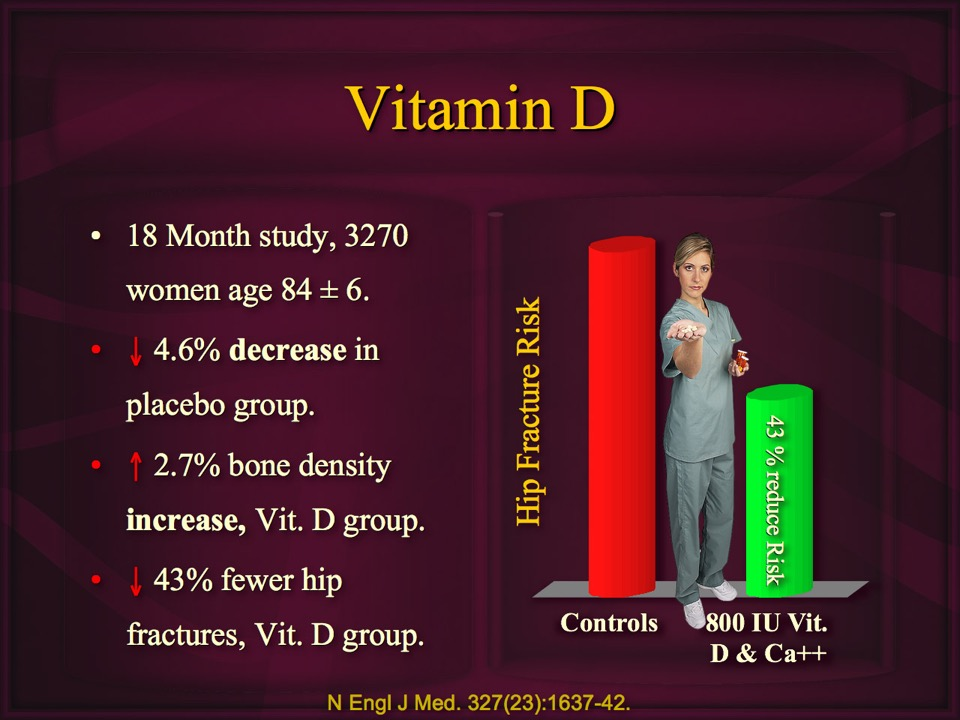 Vitamin D
• 18 Month study, 3270
women age 84 ± 6.
• ↓ 4.6% decrease in
placebo group.
• ↑ 2.7% bone density
increase, Vit. D group.
• ↓ 43% fewer hip
fractures, Vit. D group.
Hip Fracture Risk
43 % reduce Risk
Controls
800 IU Vit.
D & Ca++
N Engl J Med. 327(23):1637-42.